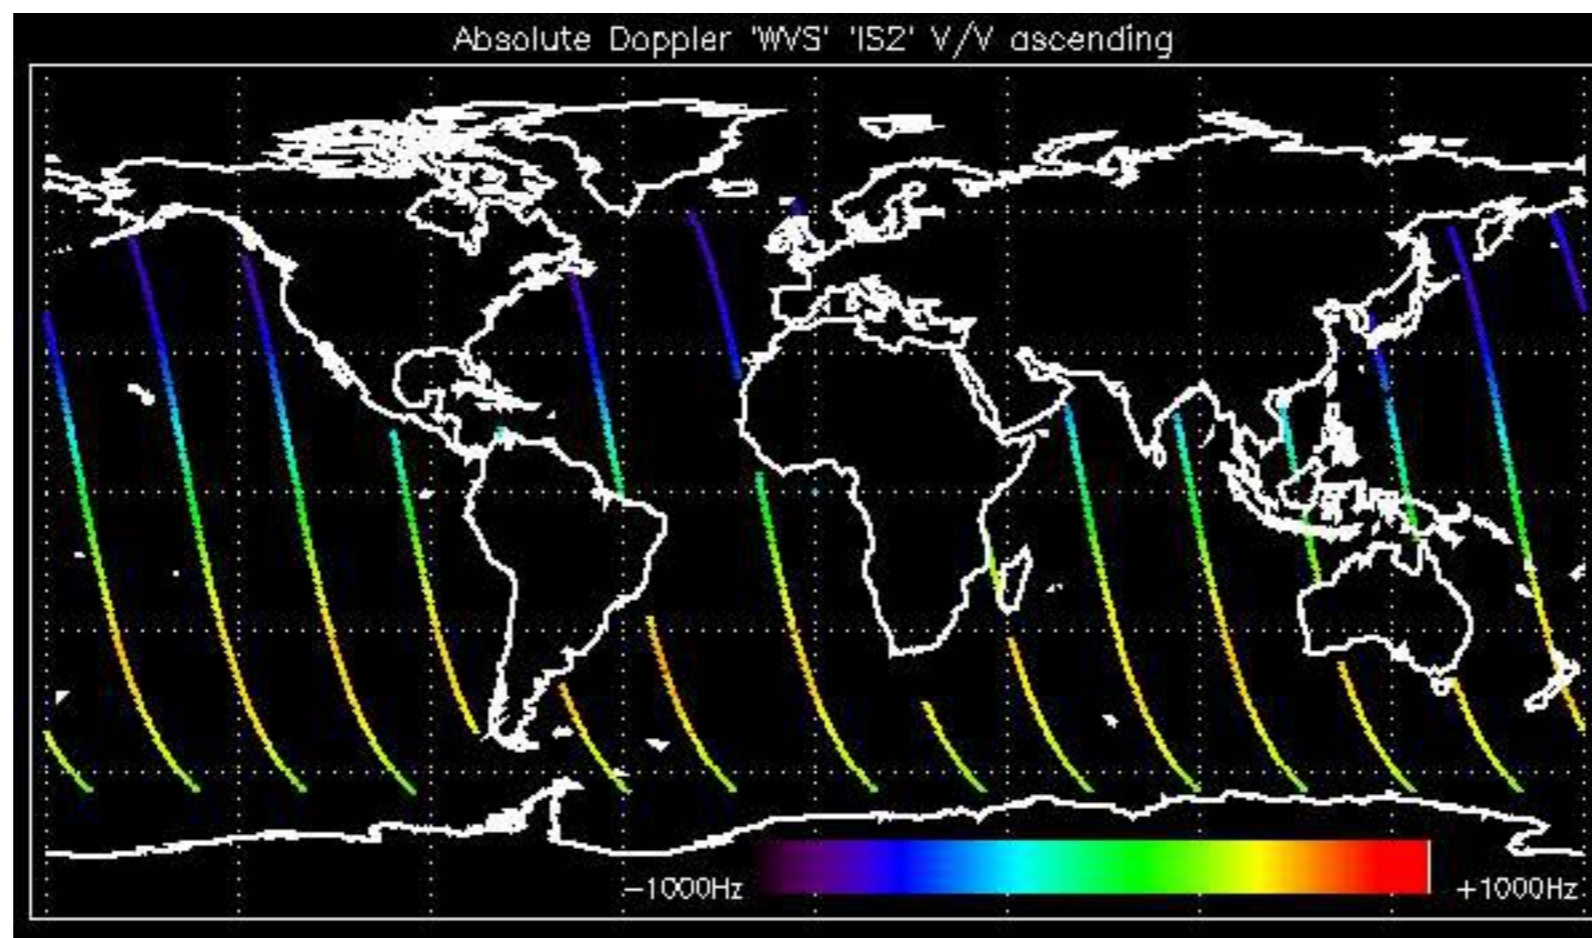 Absolute Doppler 'WVS' 'IS2' V/V ascending
−1000Hz +1000Hz